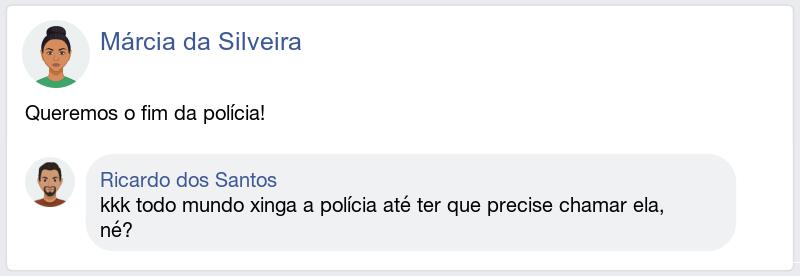 Márcia da Silveira
Queremos o fim da polícia!
Ricardo dos Santos
kkk todo mundo xinga a polícia até ter que precise chamar ela,
né?